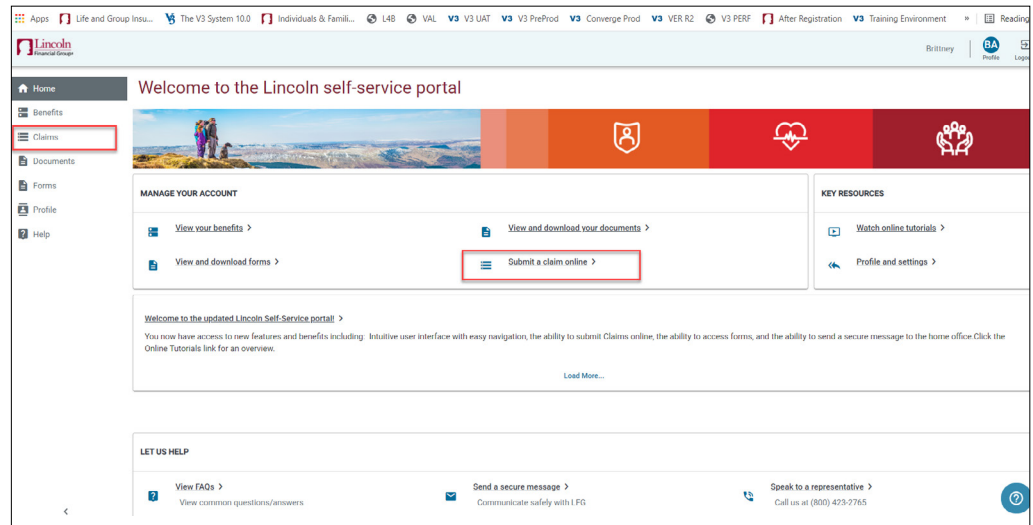 Apps Life and Group Insu... The V3 System 10.0 Individuals & Famili... L4B VAL V3 V3 UAT V3 V3 PreProd V3 Converge Prod V3 VER R2 V3 PERF After Registration V3 Training Environment » Reading
Lincoln
Financial Group®
Brittney
BA
Profile
Logou
Home
Welcome to the Lincoln self-service portal
Benefits
Claims
Documents
Forms
Profile
Help
MANAGE YOUR ACCOUNT
View your benefits >
View and download your documents >
View and download forms >
Submit a claim online >
KEY RESOURCES
Watch online tutorials >
Profile and settings >
Welcome to the updated Lincoln Self-Service portal! >
You now have access to new features and benefits including: Intuitive user interface with easy navigation, the ability to submit Claims online, the ability to access forms, and the ability to send a secure message to the home office.Click the
Online Tutorials link for an overview.
Load More...
LET US HELP
View FAQs >
View common questions/answers
Send a secure message >
Communicate safely with LFG
Speak to a representative >
Call us at (800) 423-2765
<